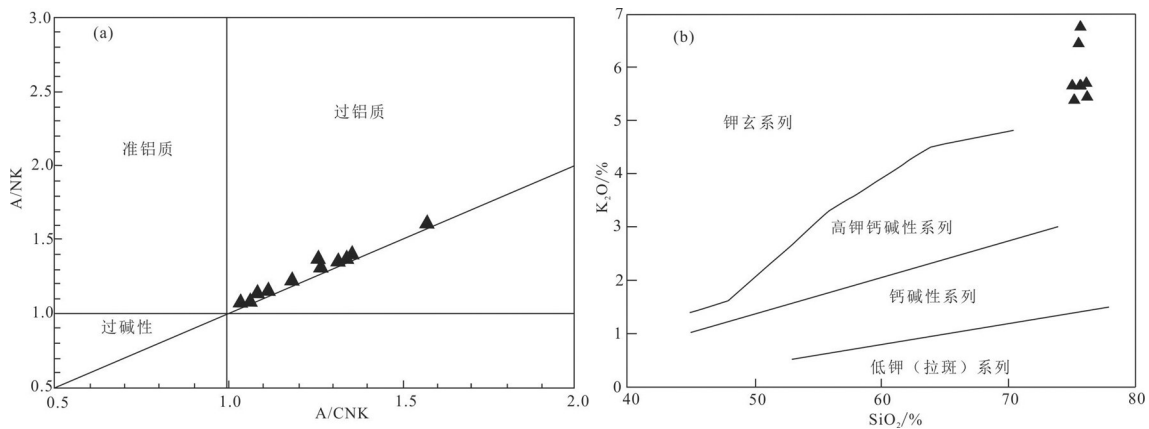 (a)
3.0
2.5
2.0
1.5
1.0
0.5
A/NK
准铝质
过铝质
过碱性
0.5
1.0
1.5
2.0
A/CNK
(b)
7
6
5
4
3
2
1
0
K₂O/%
钾玄系列
高钾钙碱性系列
钙碱性系列
低钾（拉斑）系列
40
50
60
70
80
SiO₂/%